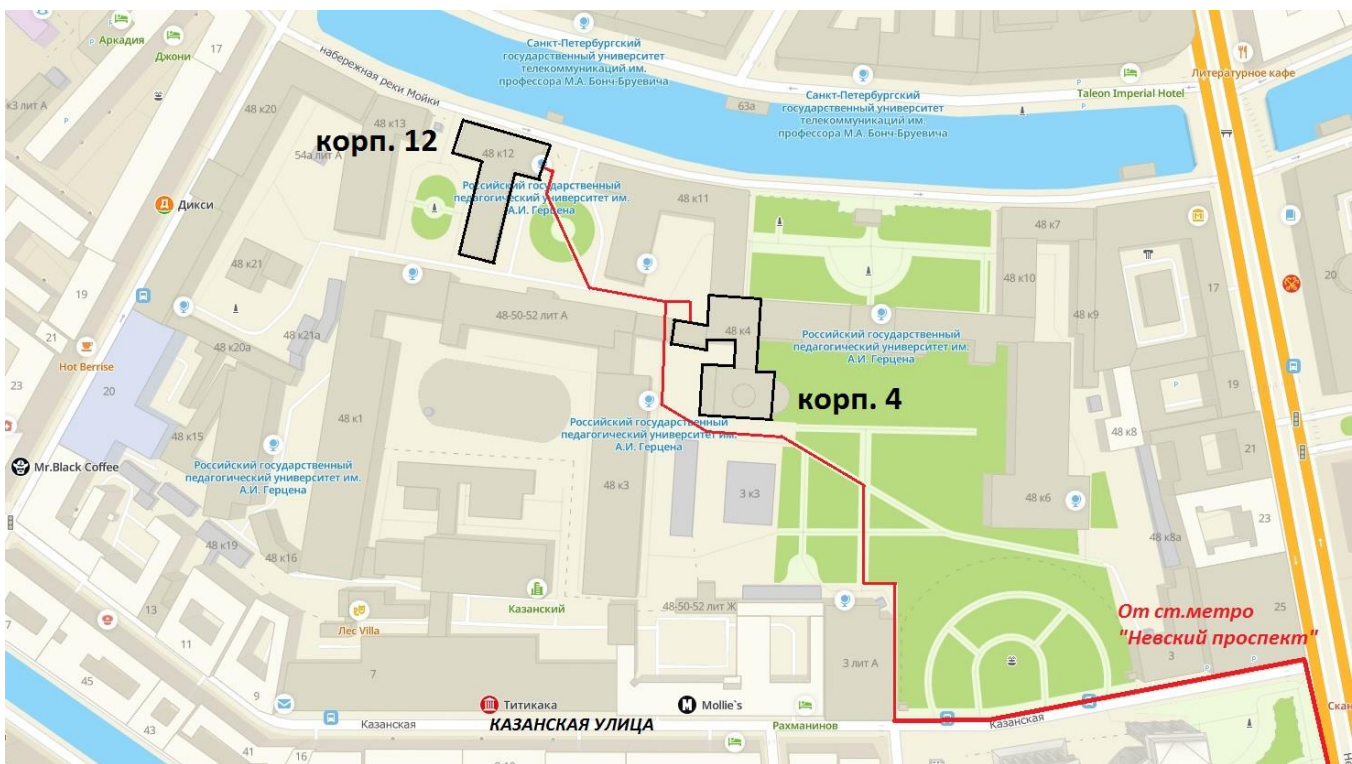 Аркадия
Джони
17
набережная реки Мойки
Санкт-Петербургский
государственный университет
телекоммуникаций им.
профессора М.А. Бонч-Бруевича
Санкт-Петербургский
государственный университет
телекоммуникаций им.
профессора М.А. Бонч-Бруевича
63а
Taleon Imperial Hotel
Литературное кафе
к3 лит А
48 к20
48 к13
54а лит А
корп. 12
48 к12
Российский государственный
педагогический университет им.
А.И. Герцена
48 к11
48 к7
Дикси
48 к21
48 к10
17
20
19
48 к9
48-50-52 лит А
48 к4
Российский государственный
педагогический университет им.
А.И. Герцена
21
48 к20а
48 к21а
Hot Berrise
23
20
19
корп. 4
48 к1
Российский государственный
педагогический университет им.
А.И. Герцена
48 к15
48 к8
21
Mr.Black Coffee
Российский государственный
педагогический университет им.
А.И. Герцена
48 к3
3 к3
48 к6
23
48 к19
48 к16
48 к8а
Казанский
48-50-52 лит Ж
13
11
Лес Villa
25
От ст.метро
"Невский проспект"
3 лит А
3
7
45
9
Титикака
Mollie`s
43
Казанская
КАЗАНСКАЯ УЛИЦА
Рахманинов
Казанская
41
16